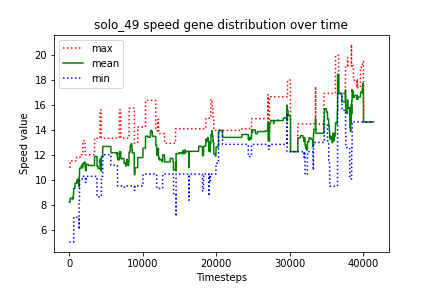 solo_49 speed gene distribution over time
max
mean
min
Speed value
20
18
16
14
12
10
8
6
0
10000
20000
30000
40000
Timesteps